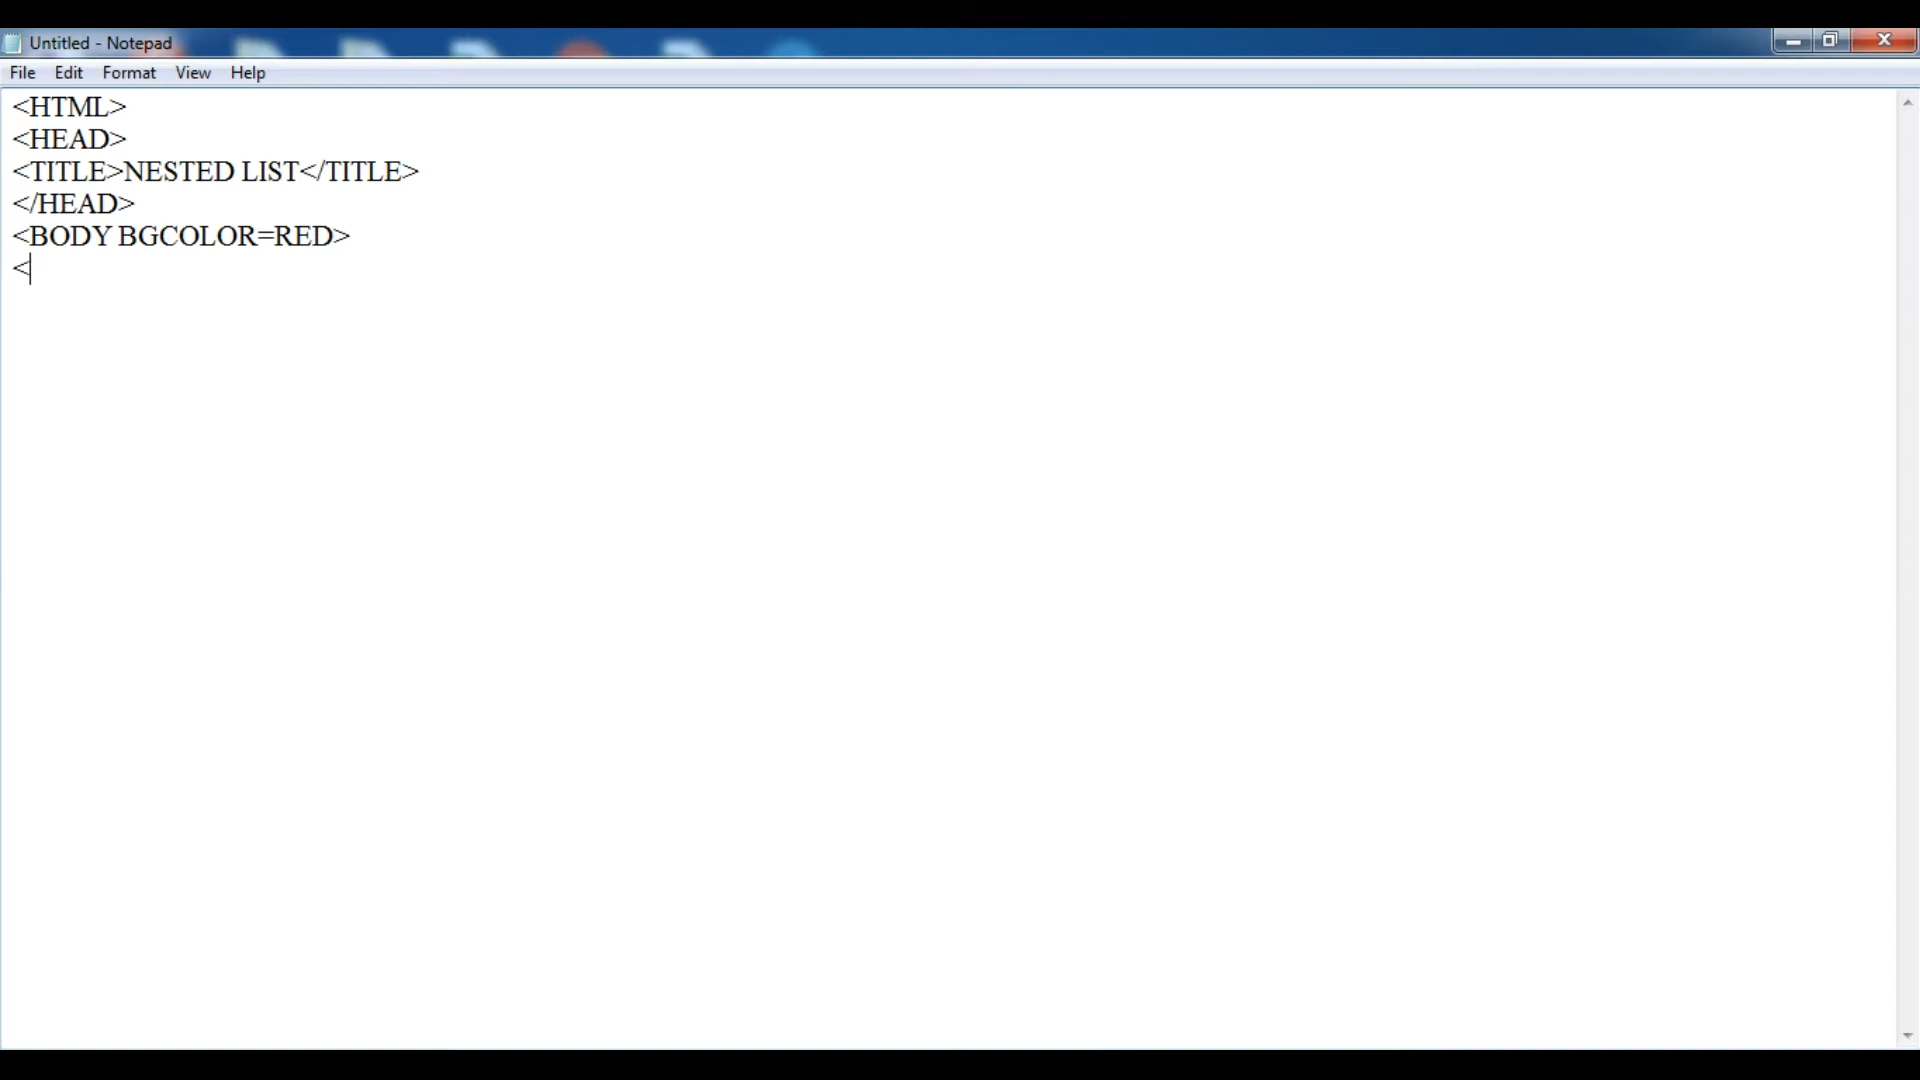 Untitled - Notepad
File Edit Format View Help
<HTML>
<HEAD>
<TITLE>NESTED LIST</TITLE>
</HEAD>
<BODY BGCOLOR=RED>
<